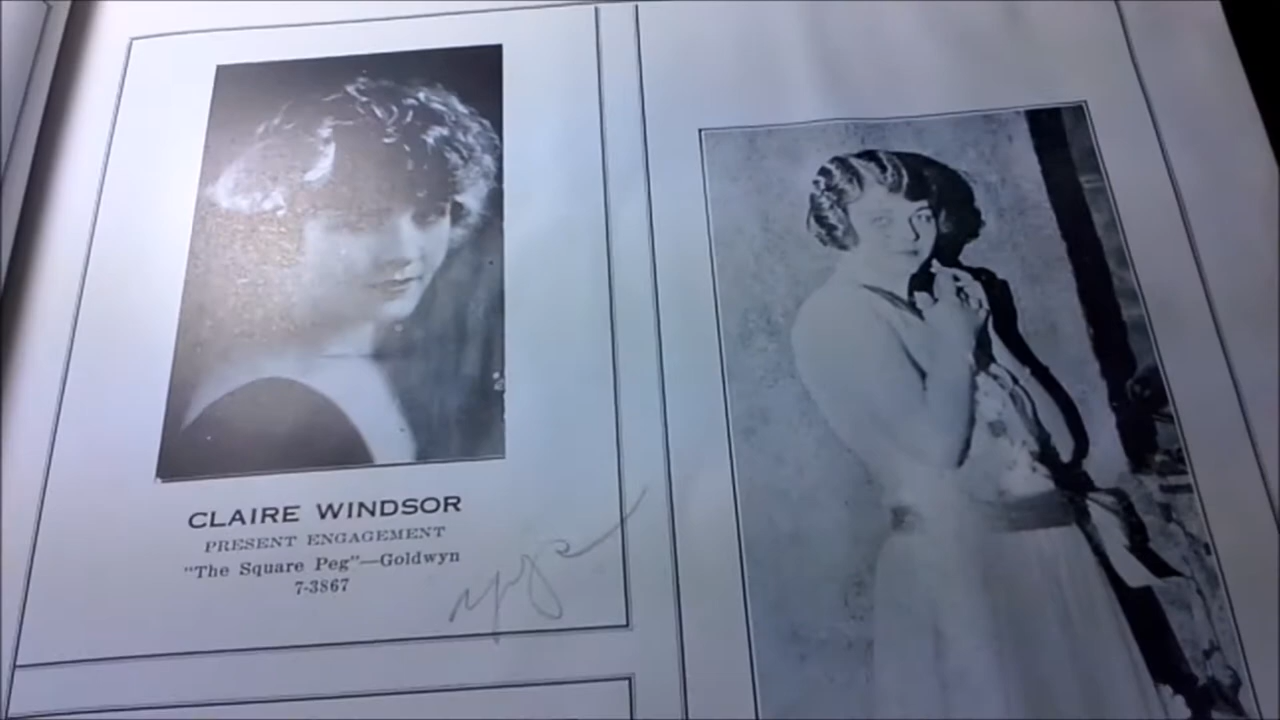 CLAIRE WINDSOR
PRESENT ENGAGEMENT
"The Square Peg"—Goldwyn
7-3867